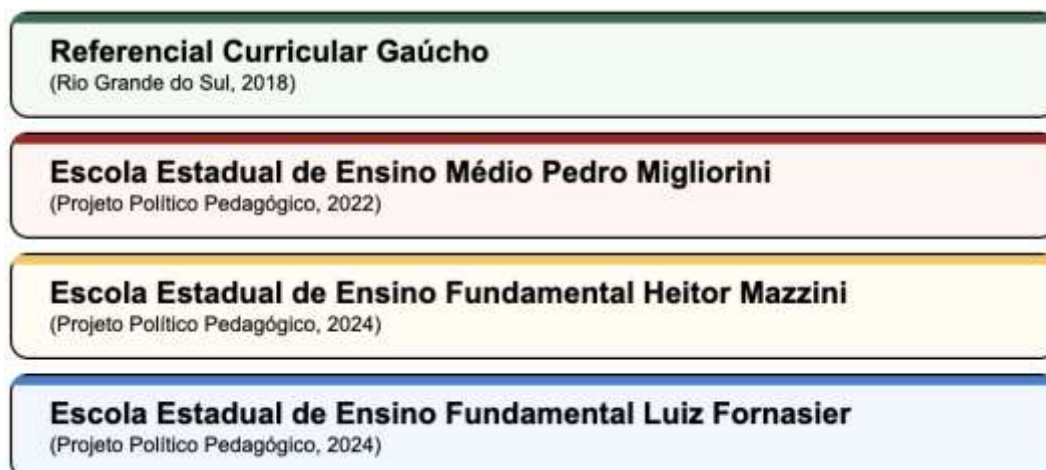 Referencial Curricular Gaúcho
(Rio Grande do Sul, 2018)
Escola Estadual de Ensino Médio Pedro Migliorini
(Projeto Político Pedagógico, 2022)
Escola Estadual de Ensino Fundamental Heitor Mazzini
(Projeto Político Pedagógico, 2024)
Escola Estadual de Ensino Fundamental Luiz Fornasier
(Projeto Político Pedagógico, 2024)